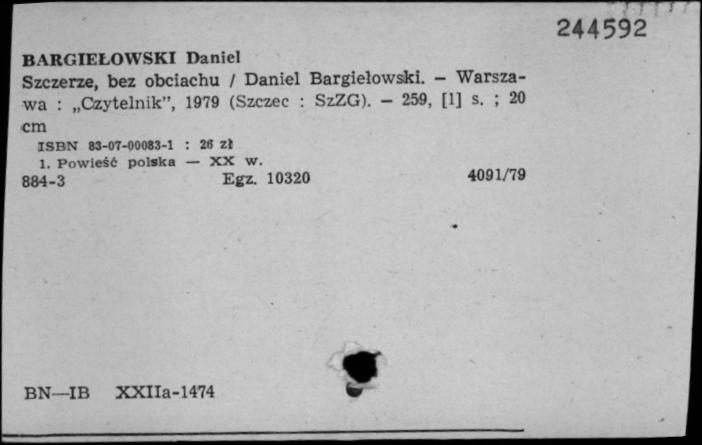 244592
BARGIEŁOWSKI Daniel
Szczerze, bez obciachu / Daniel Bargiełowski. — Warsza-
wa : „Czytelnik”, 1979 (Szczec : SzZG). — 259, [1] s. ; 20
cm
ISBN 83-07-00083-1 : 26 zł
1. Powieść polska — XX w.
884-3 Egz. 10320 4091/79
BN—IB XXIIa-1474